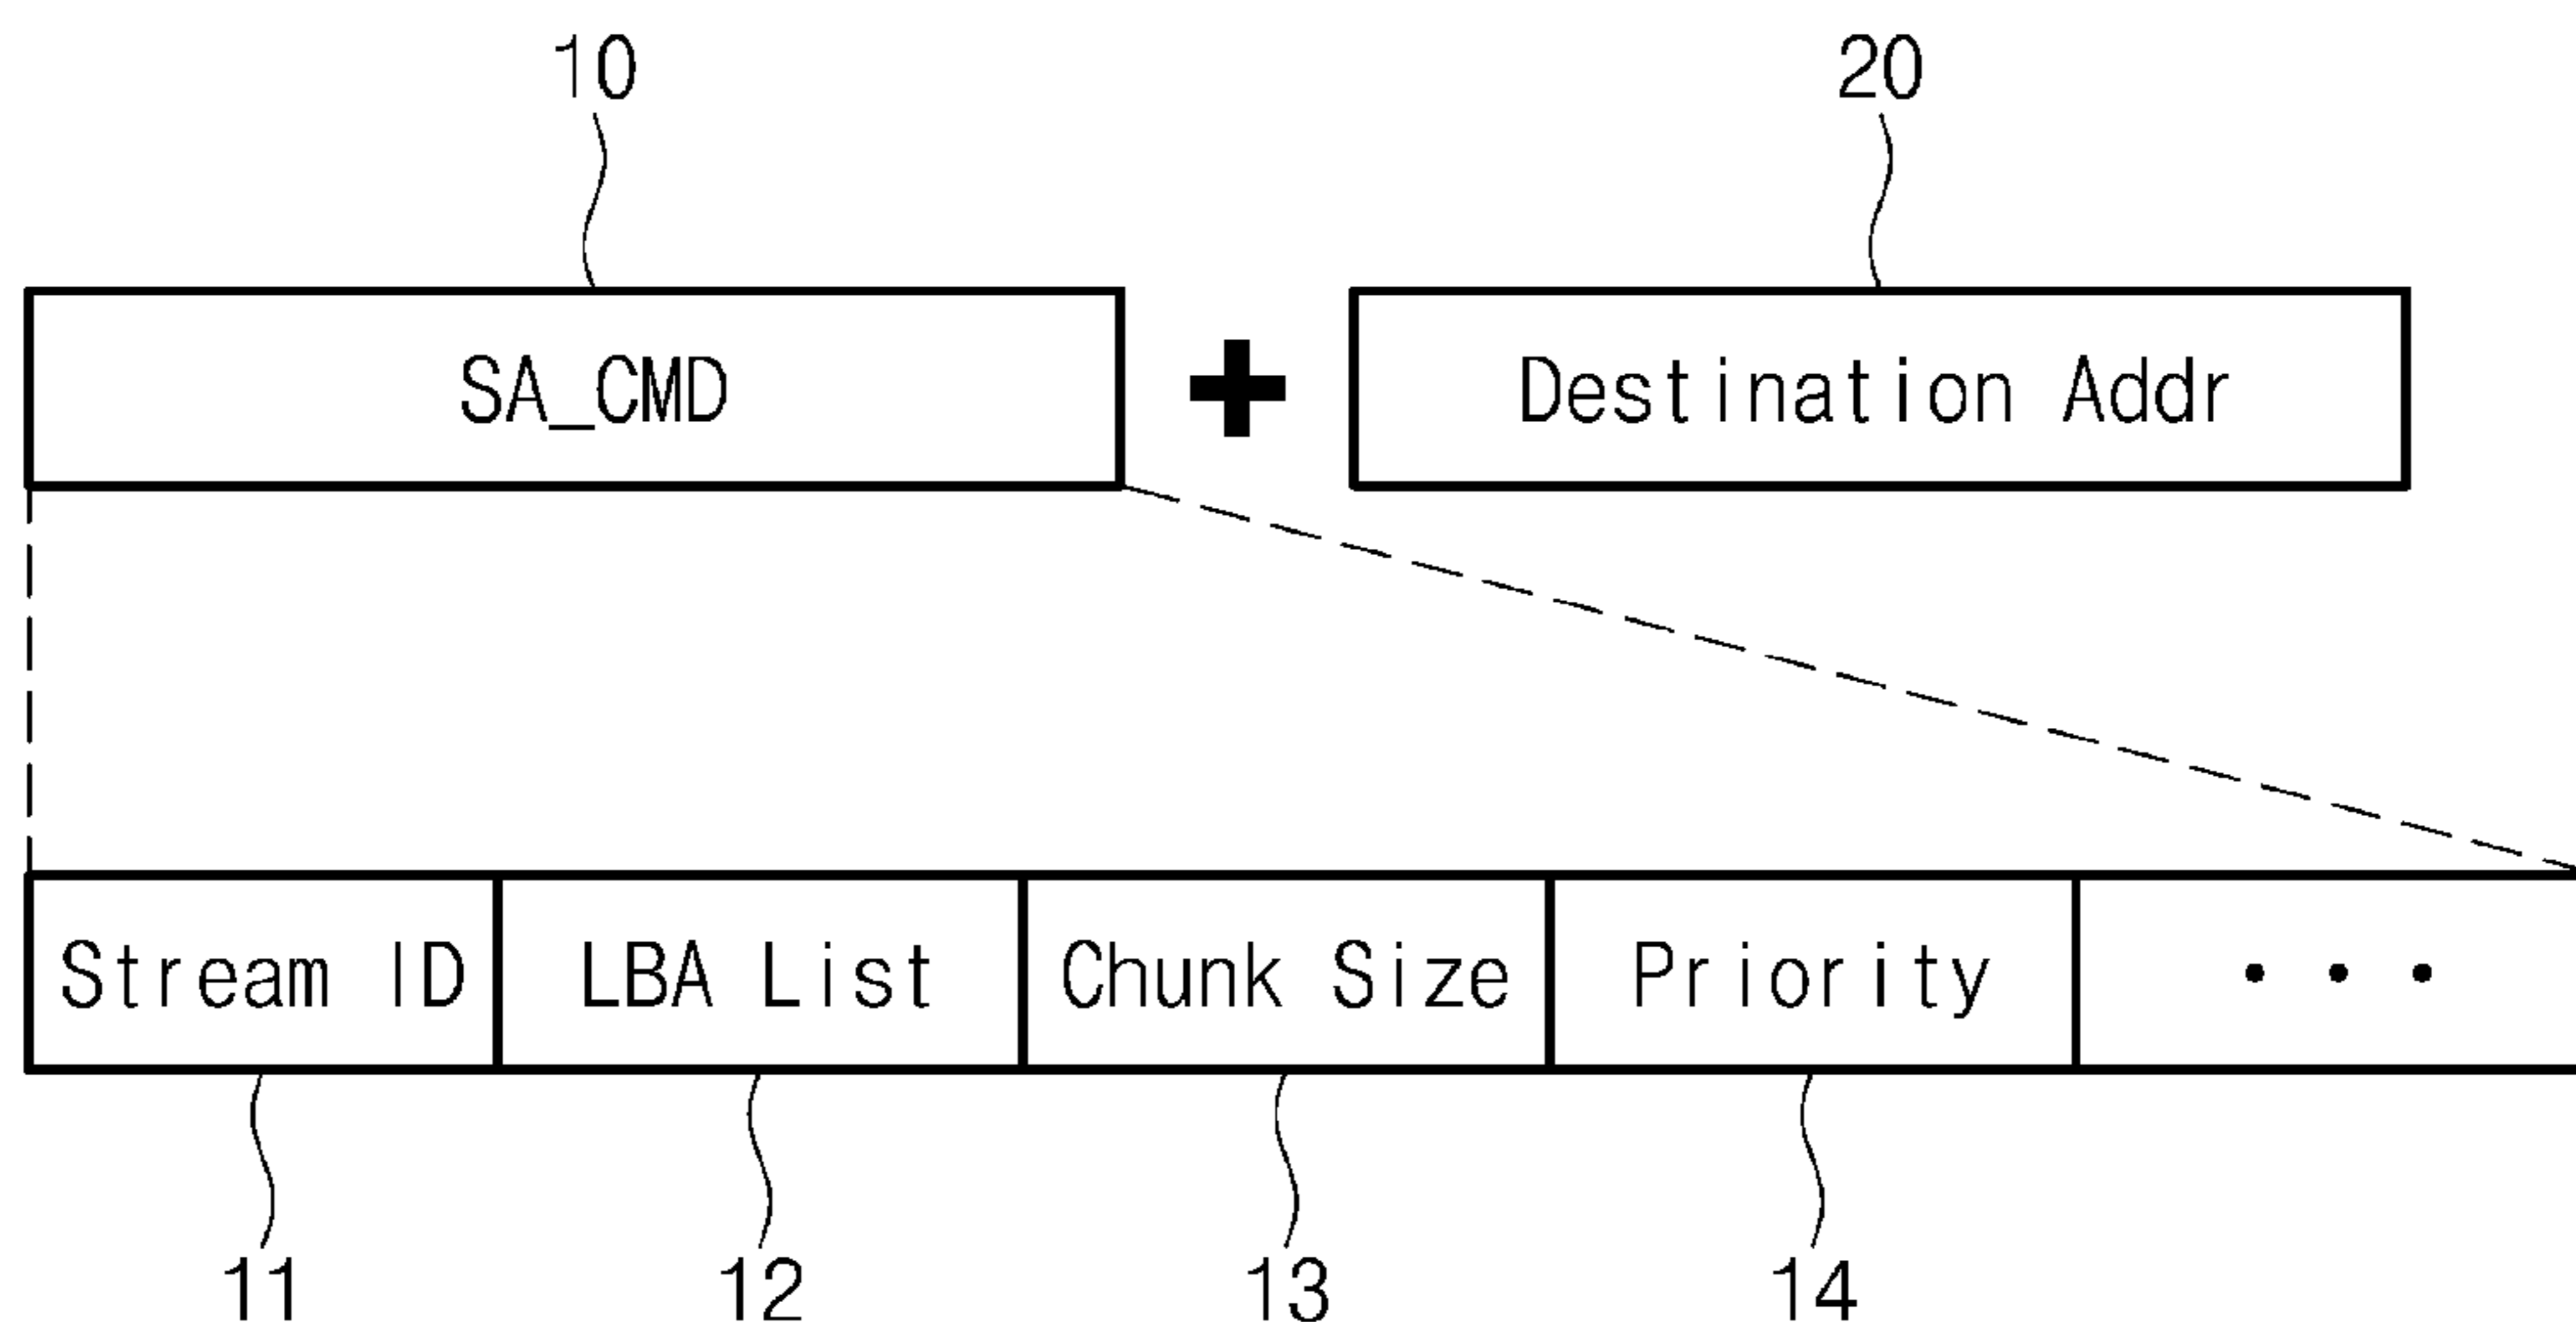 10 20
SA_CMD + Destination Addr
Stream ID LBA List Chunk Size Priority • • •
11 12 13 14